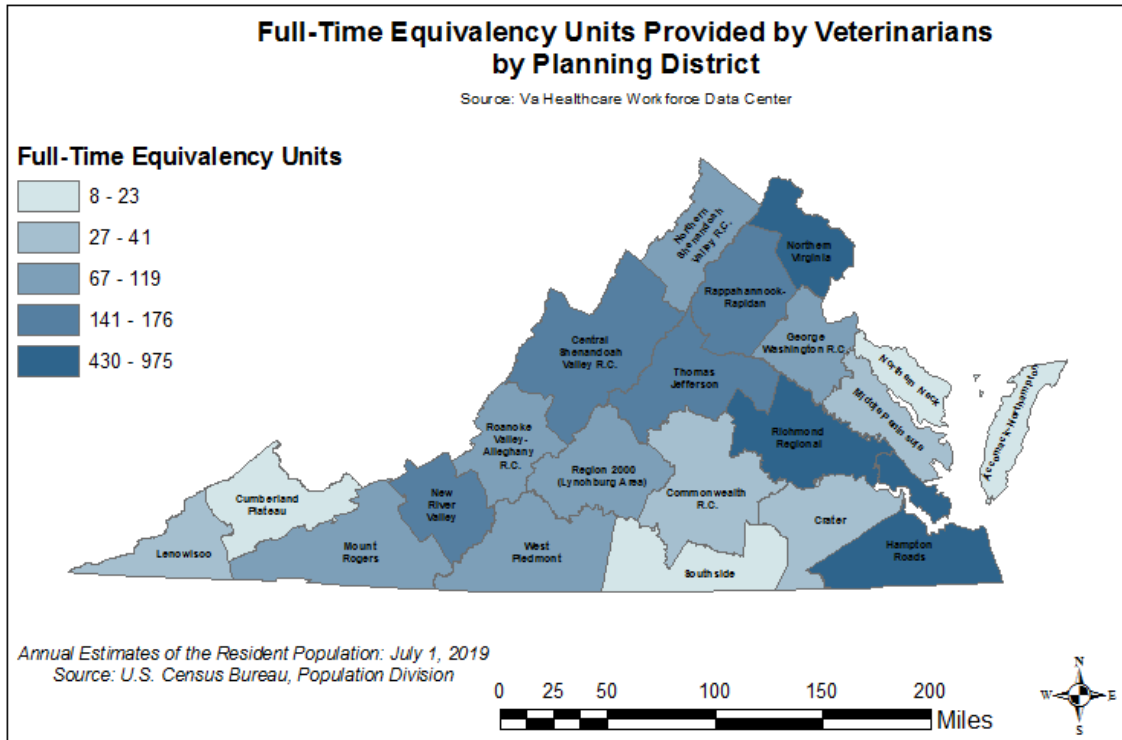 Full-Time Equivalency Units Provided by Veterinarians
by Planning District
Source: Va Healthcare Workforce Data Center
Full-Time Equivalency Units
8 - 23
27 - 41
67 - 119
141 - 176
430 - 975
Northern
Shenandoah
Valley R.C.
Northern
Virginia
Rappahannock-
Rapidan
Central
Shenandoah
Valley R.C.
George
Washington R.C.
Northern Neck
Thomas
Jefferson
Middle Peninsula
Accomack-Northampton
Roanoke
Valley-
Alleghany
R.C.
Richmond
Regional
Region 2000
(Lynchburg Area)
Commonwealth
R.C.
Cumberland
Plateau
New
River
Valley
Crater
Lenowisco
Mount
Rogers
West
Piedmont
Southside
Hampton
Roads
Annual Estimates of the Resident Population: July 1, 2019
Source: U.S. Census Bureau, Population Division
0 25 50 100 150 200
Miles
N
W E
S